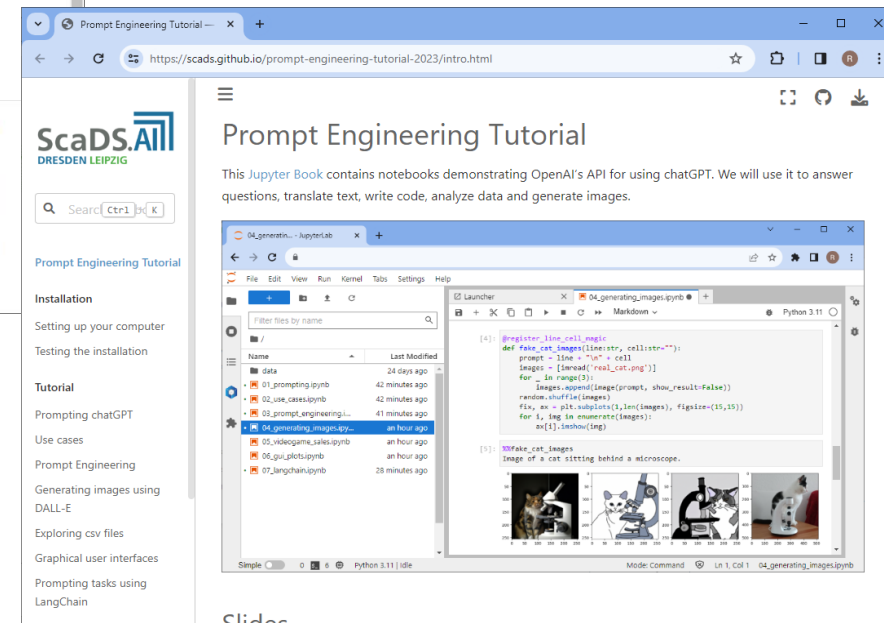 Prompt Engineering Tutorial —
https://scads.github.io/prompt-engineering-tutorial-2023/intro.html
R
ScaDS.AI
DRESDEN LEIPZIG
Search
Ctrl
K
Prompt Engineering Tutorial
Installation
Setting up your computer
Testing the installation
Tutorial
Prompting chatGPT
Use cases
Prompt Engineering
Generating images using
DALL-E
Exploring csv files
Graphical user interfaces
Prompting tasks using
LangChain
Prompt Engineering Tutorial
This Jupyter Book contains notebooks demonstrating OpenAI's API for using chatGPT. We will use it to answer
questions, translate text, write code, analyze data and generate images.
04_generatin... - JupyterLab
R
File Edit View Run Kernel Tabs Settings Help
Filter files by name
/
Name Last Modified
data 24 days ago
01_prompting.ipynb 42 minutes ago
02_use_cases.ipynb 42 minutes ago
03_prompt_engineering.i... 41 minutes ago
04_generating_images.ipy... an hour ago
05_videogame_sales.ipynb an hour ago
06_gui_plots.ipynb an hour ago
07_langchain.ipynb 28 minutes ago
Launcher
04_generating_images.ipynb
Markdown
Python 3.11
[4]:
@register_line_cell_magic
def fake_cat_images(line:str, cell:str=""):
prompt = line + "\n" + cell
images = [imread('real_cat.png')]
for _ in range(3):
images.append(image(prompt, show_result=False))
random.shuffle(images)
fix, ax = plt.subplots(1,len(images), figsize=(15,15))
for i, img in enumerate(images):
ax[i].imshow(img)
[5]:
%%fake_cat_images
Image of a cat sitting behind a microscope.
Simple 0 6 Python 3.11 | Idle
Mode: Command Ln 1, Col 1 04_generating_images.ipynb
Slides